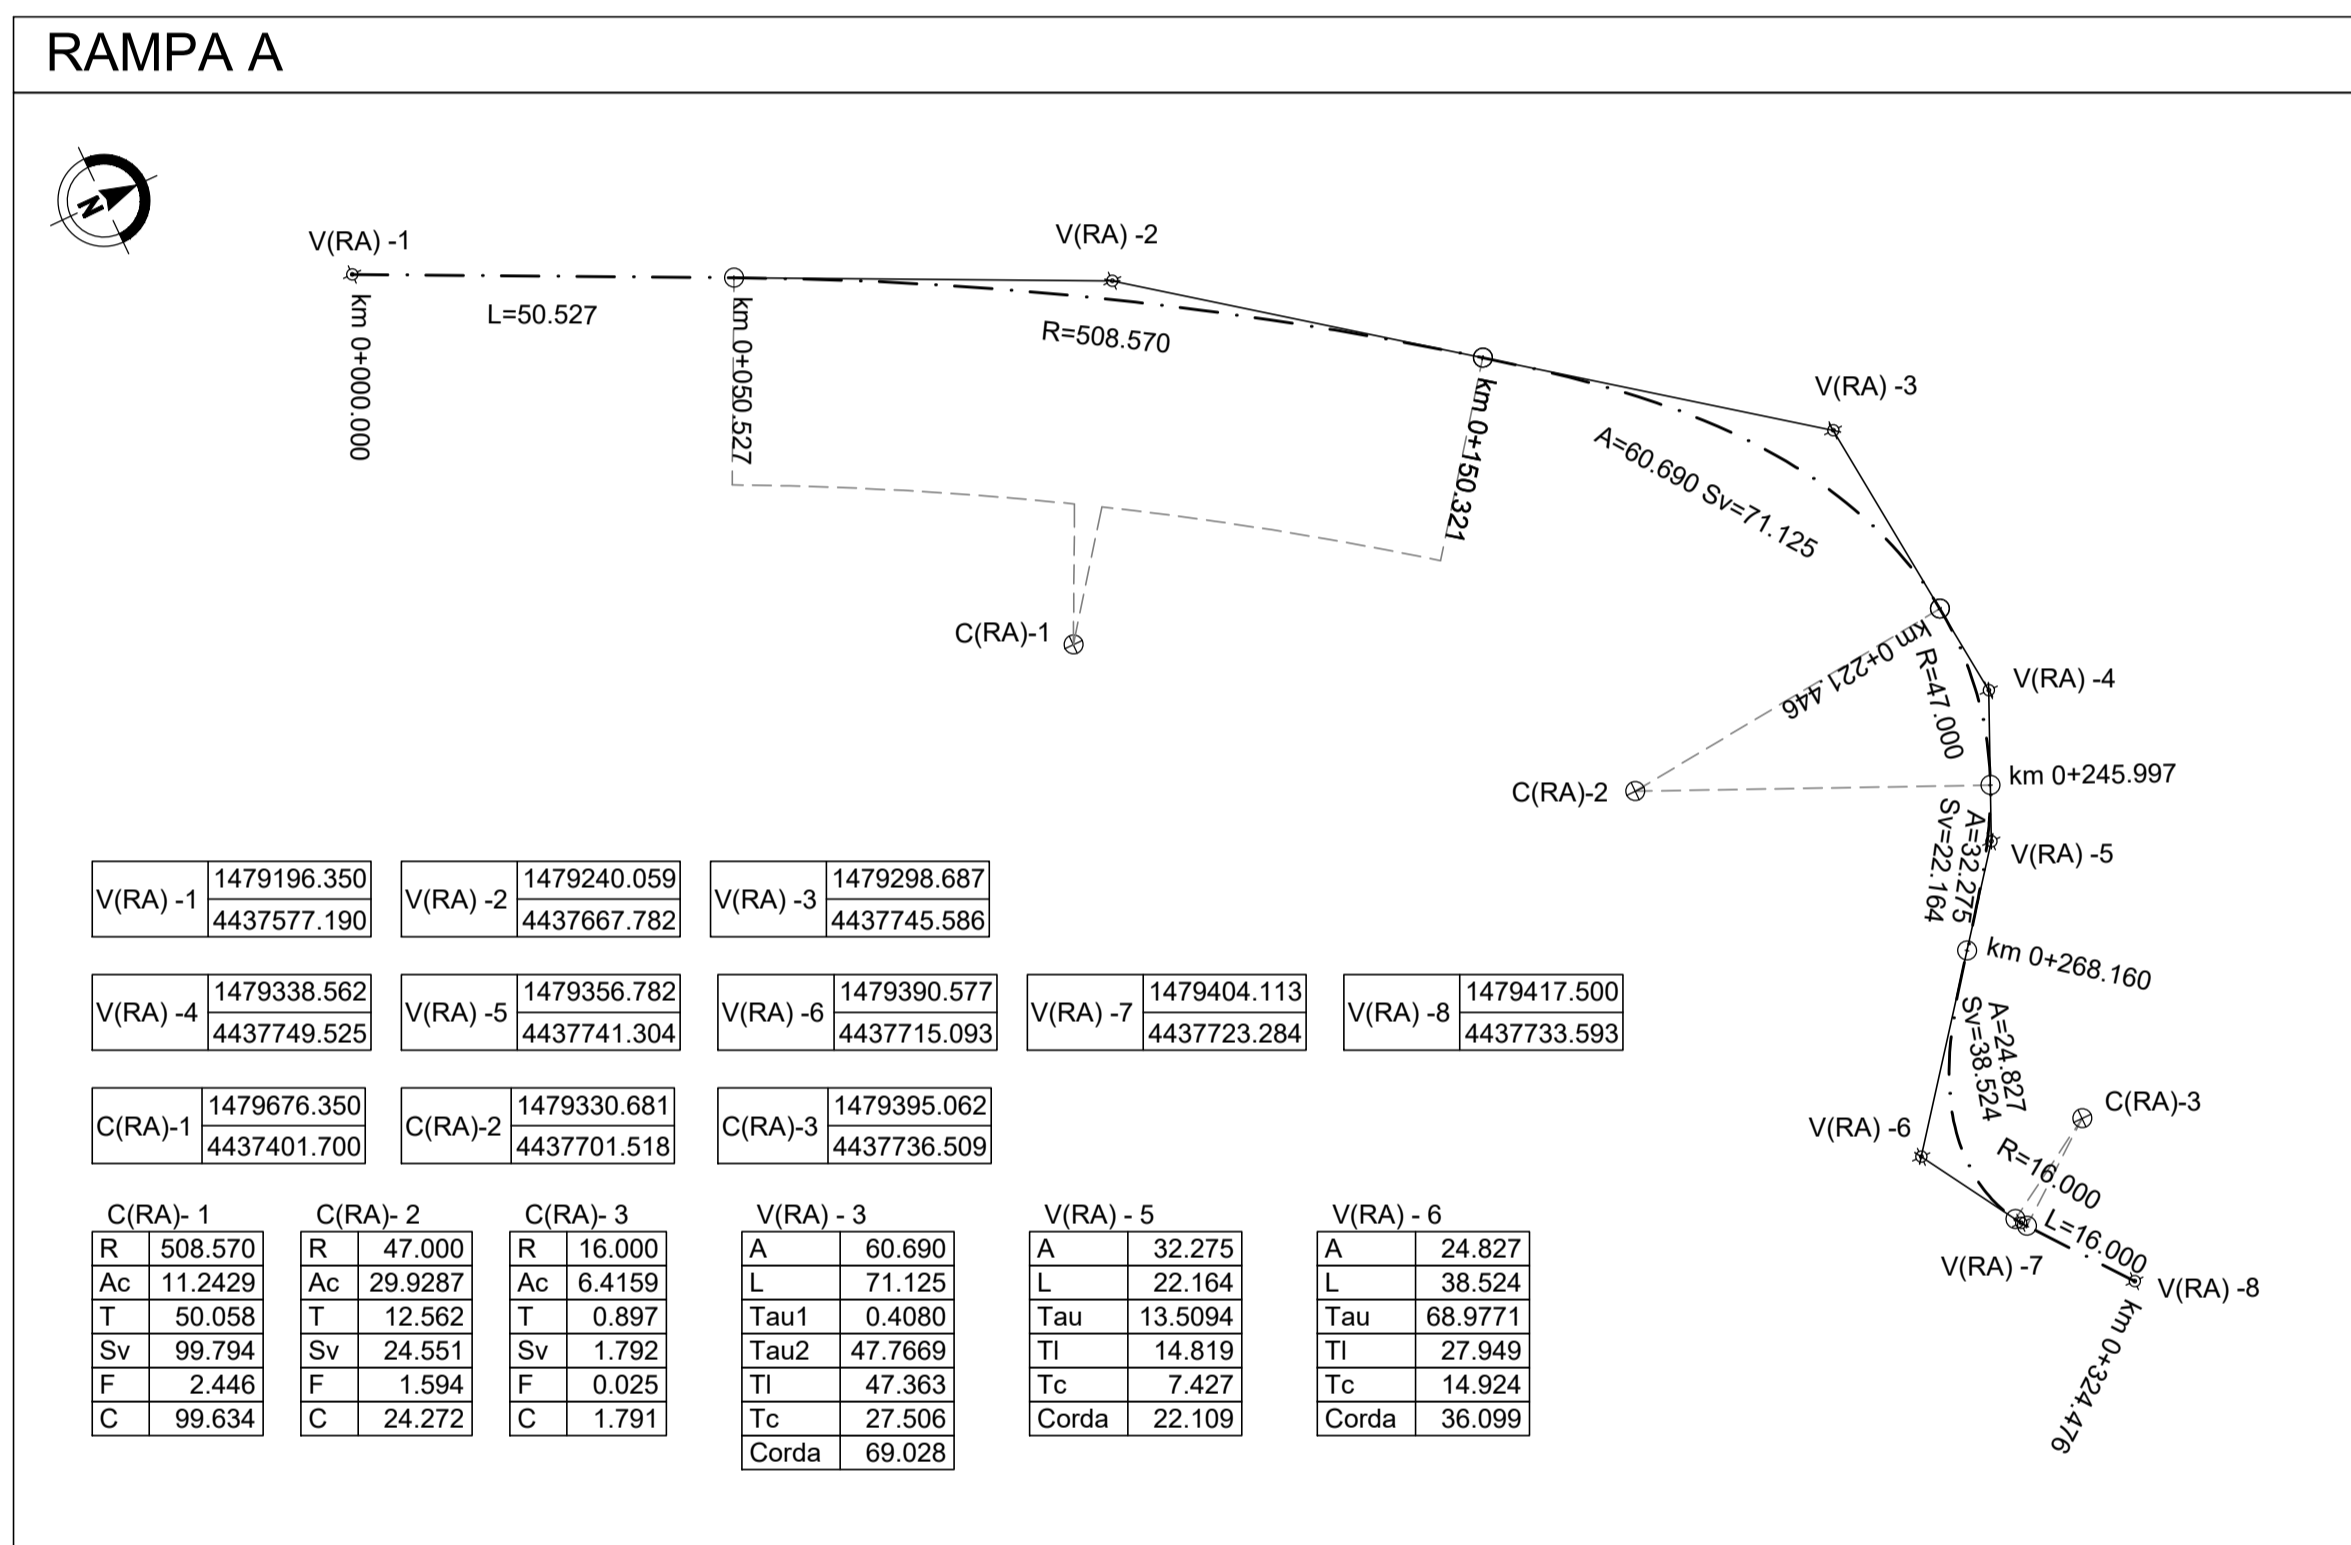 RAMPA A
N
V(RA) -1
V(RA) -2
km 0+000.000
L=50.527
km 0+050.527
R=508.570
km 0+150.321
V(RA) -3
A=60.690 Sv=71.125
C(RA)-1
km 0+221.446
R=47.000
V(RA) -4
C(RA)-2
km 0+245.997
A=32.275
Sv=22.164
V(RA) -5
km 0+268.160
A=24.827
Sv=38.524
C(RA)-3
V(RA) -6
R=16.000
L=16.000
V(RA) -7
V(RA) -8
km 0+324.476
V(RA) -1 1479196.350 4437577.190
V(RA) -2 1479240.059 4437667.782
V(RA) -3 1479298.687 4437745.586
V(RA) -4 1479338.562 4437749.525
V(RA) -5 1479356.782 4437741.304
V(RA) -6 1479390.577 4437715.093
V(RA) -7 1479404.113 4437723.284
V(RA) -8 1479417.500 4437733.593
C(RA)-1 1479676.350 4437401.700
C(RA)-2 1479330.681 4437701.518
C(RA)-3 1479395.062 4437736.509
C(RA)- 1
R 508.570
Ac 11.2429
T 50.058
Sv 99.794
F 2.446
C 99.634
C(RA)- 2
R 47.000
Ac 29.9287
T 12.562
Sv 24.551
F 1.594
C 24.272
C(RA)- 3
R 16.000
Ac 6.4159
T 0.897
Sv 1.792
F 0.025
C 1.791
V(RA) - 3
A 60.690
L 71.125
Tau1 0.4080
Tau2 47.7669
Tl 47.363
Tc 27.506
Corda 69.028
V(RA) - 5
A 32.275
L 22.164
Tau 13.5094
Tl 14.819
Tc 7.427
Corda 22.109
V(RA) - 6
A 24.827
L 38.524
Tau 68.9771
Tl 27.949
Tc 14.924
Corda 36.099